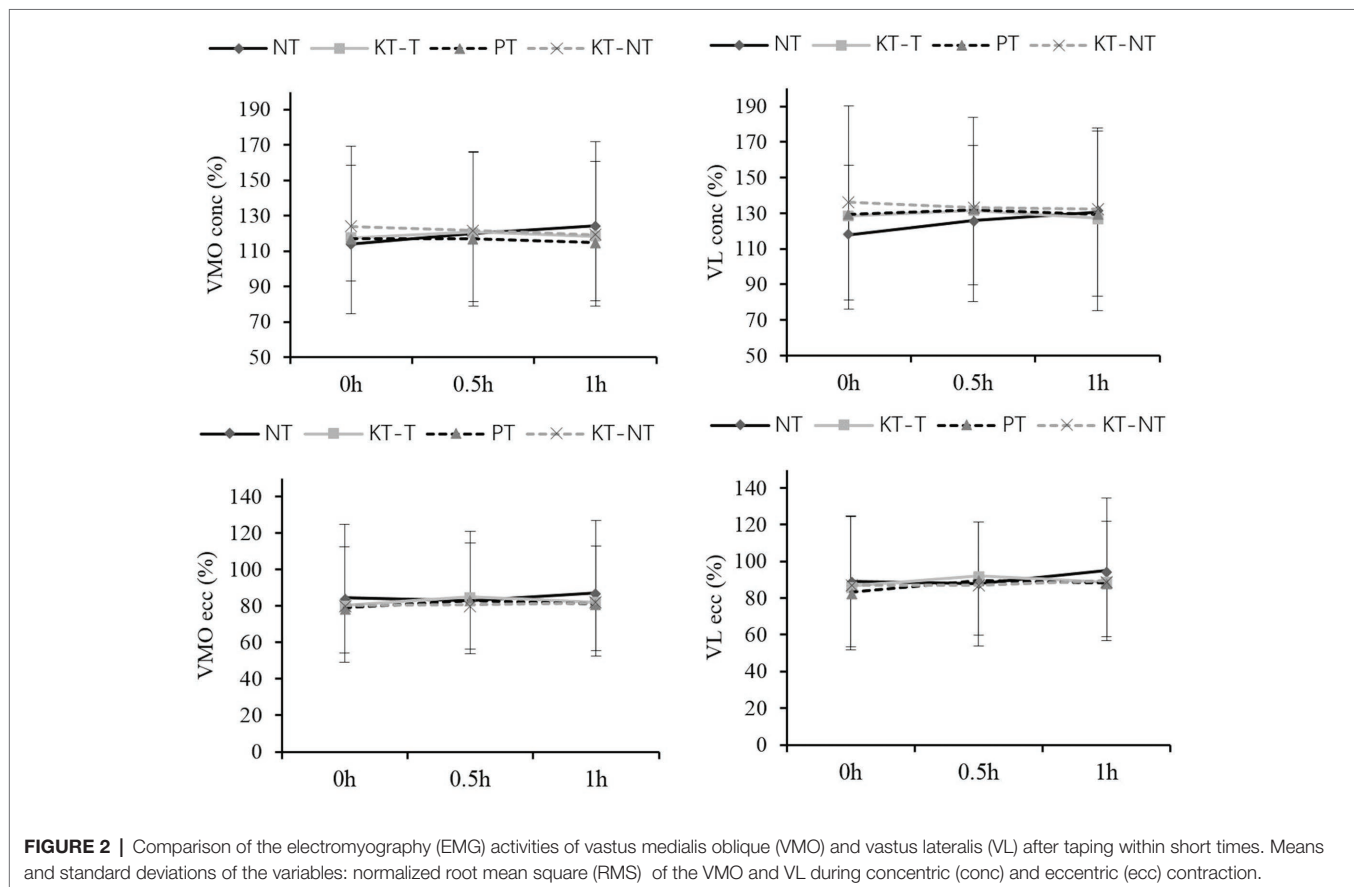 NT KT-T PT KT-NT
VMO conc (%)
190
170
150
130
110
90
70
50
0h 0.5h 1h
NT KT-T PT KT-NT
VL conc (%)
190
170
150
130
110
90
70
50
0h 0.5h 1h
NT KT-T PT KT-NT
VMO ecc (%)
140
120
100
80
60
40
20
0
0h 0.5h 1h
NT KT-T PT KT-NT
VL ecc (%)
140
120
100
80
60
40
20
0
0h 0.5h 1h
FIGURE 2 | Comparison of the electromyography (EMG) activities of vastus medialis oblique (VMO) and vastus lateralis (VL) after taping within short times. Means
and standard deviations of the variables: normalized root mean square (RMS) of the VMO and VL during concentric (conc) and eccentric (ecc) contraction.